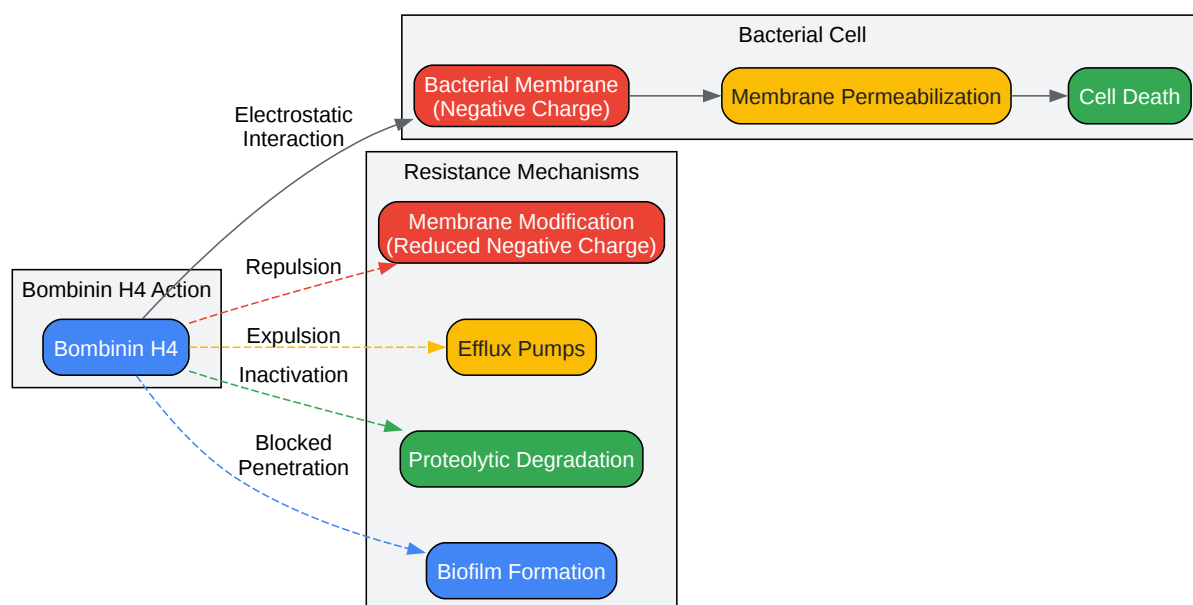 Bacterial Cell
Bacterial Membrane
(Negative Charge)
Membrane Permeabilization
Cell Death
Electrostatic
Interaction
Resistance Mechanisms
Membrane Modification
(Reduced Negative Charge)
Repulsion
Bombinin H4 Action
Bombinin H4
Expulsion
Efflux Pumps
Inactivation
Proteolytic Degradation
Blocked
Penetration
Biofilm Formation